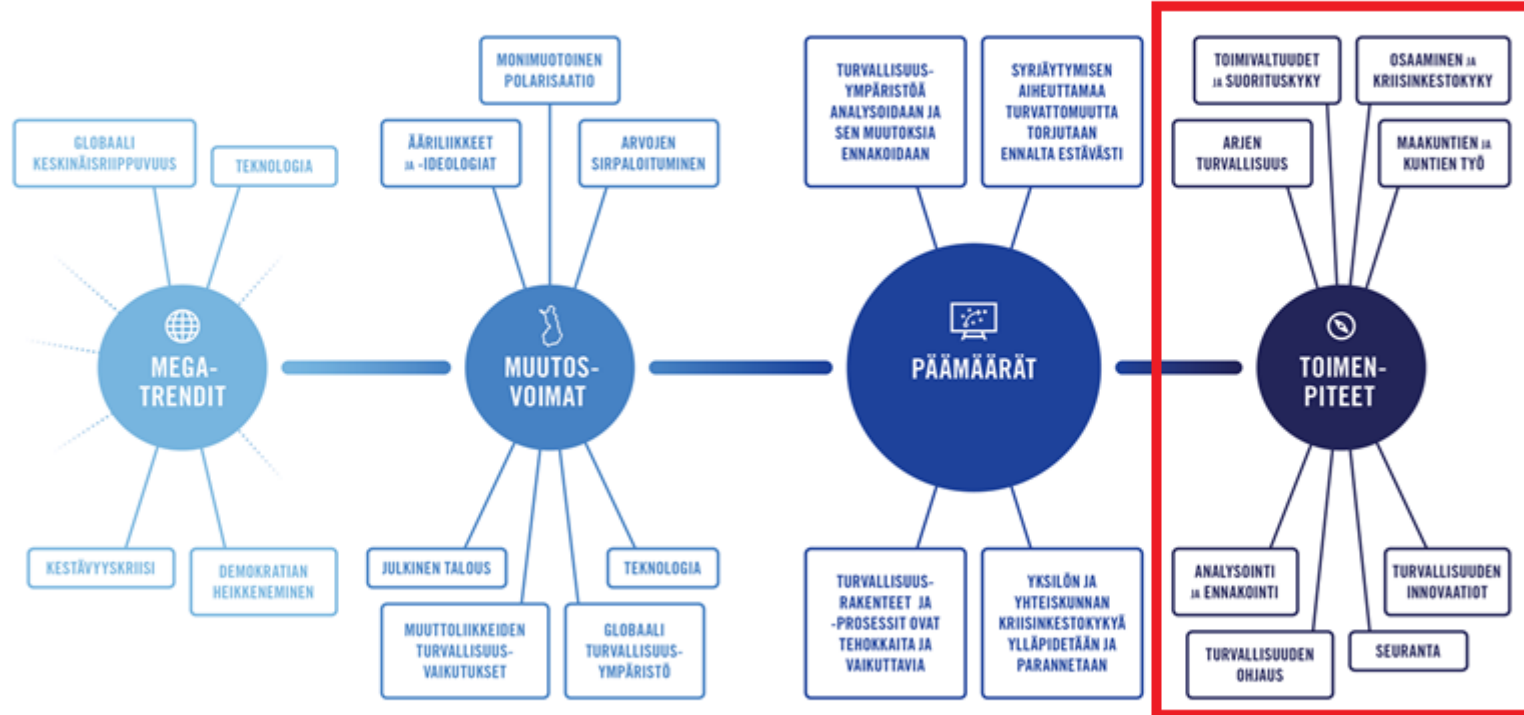 GLOBAALI
KESKINÄISRIIPPUVUUS
TEKNOLOGIA
MEGA-
TRENDIT
KESTÄVYYSKRIISI
DEMOKRATIAN
HEIKKENEMINEN
MONIMUOTOINEN
POLARISAATIO
ÄÄRILIIKKEET
JA -IDEOLOGIAT
ARVOJEN
SIRPALOITUMINEN
MUUTOS-
VOIMAT
JULKINEN TALOUS
TEKNOLOGIA
MUUTTOLIIKKEIDEN
TURVALLISUUS-
VAIKUTUKSET
GLOBAALI
TURVALLISUUS-
YMPÄRISTÖ
TURVALLISUUS-
YMPÄRISTÖÄ
ANALYSOIDAAN JA
SEN MUUTOKSIA
ENNAKOIDAAN
SYRJÄYTYMISEN
AIHEUTTAMAA
TURVATTOMUUTTA
TORJUTAAN
ENNALTA ESTÄVÄSTI
PÄÄMÄÄRÄT
TURVALLISUUS-
RAKENTEET JA
-PROSESSIT OVAT
TEHOKKAITA JA
VAIKUTTAVIA
YKSILÖN JA
YHTEISKUNNAN
KRIISINKESTOKYKYÄ
YLLÄPIDETÄÄN JA
PARANNETAAN
TOIMIVALTUUDET
JA SUORITUSKYKY
OSAAMINEN JA
KRIISINKESTOKYKY
ARJEN
TURVALLISUUS
MAAKUNTIEN JA
KUNTIEN TYÖ
TOIMEN-
PITEET
ANALYSOINTI
JA ENNAKOINTI
TURVALLISUUDEN
INNOVAATIOT
TURVALLISUUDEN
OHJAUS
SEURANTA